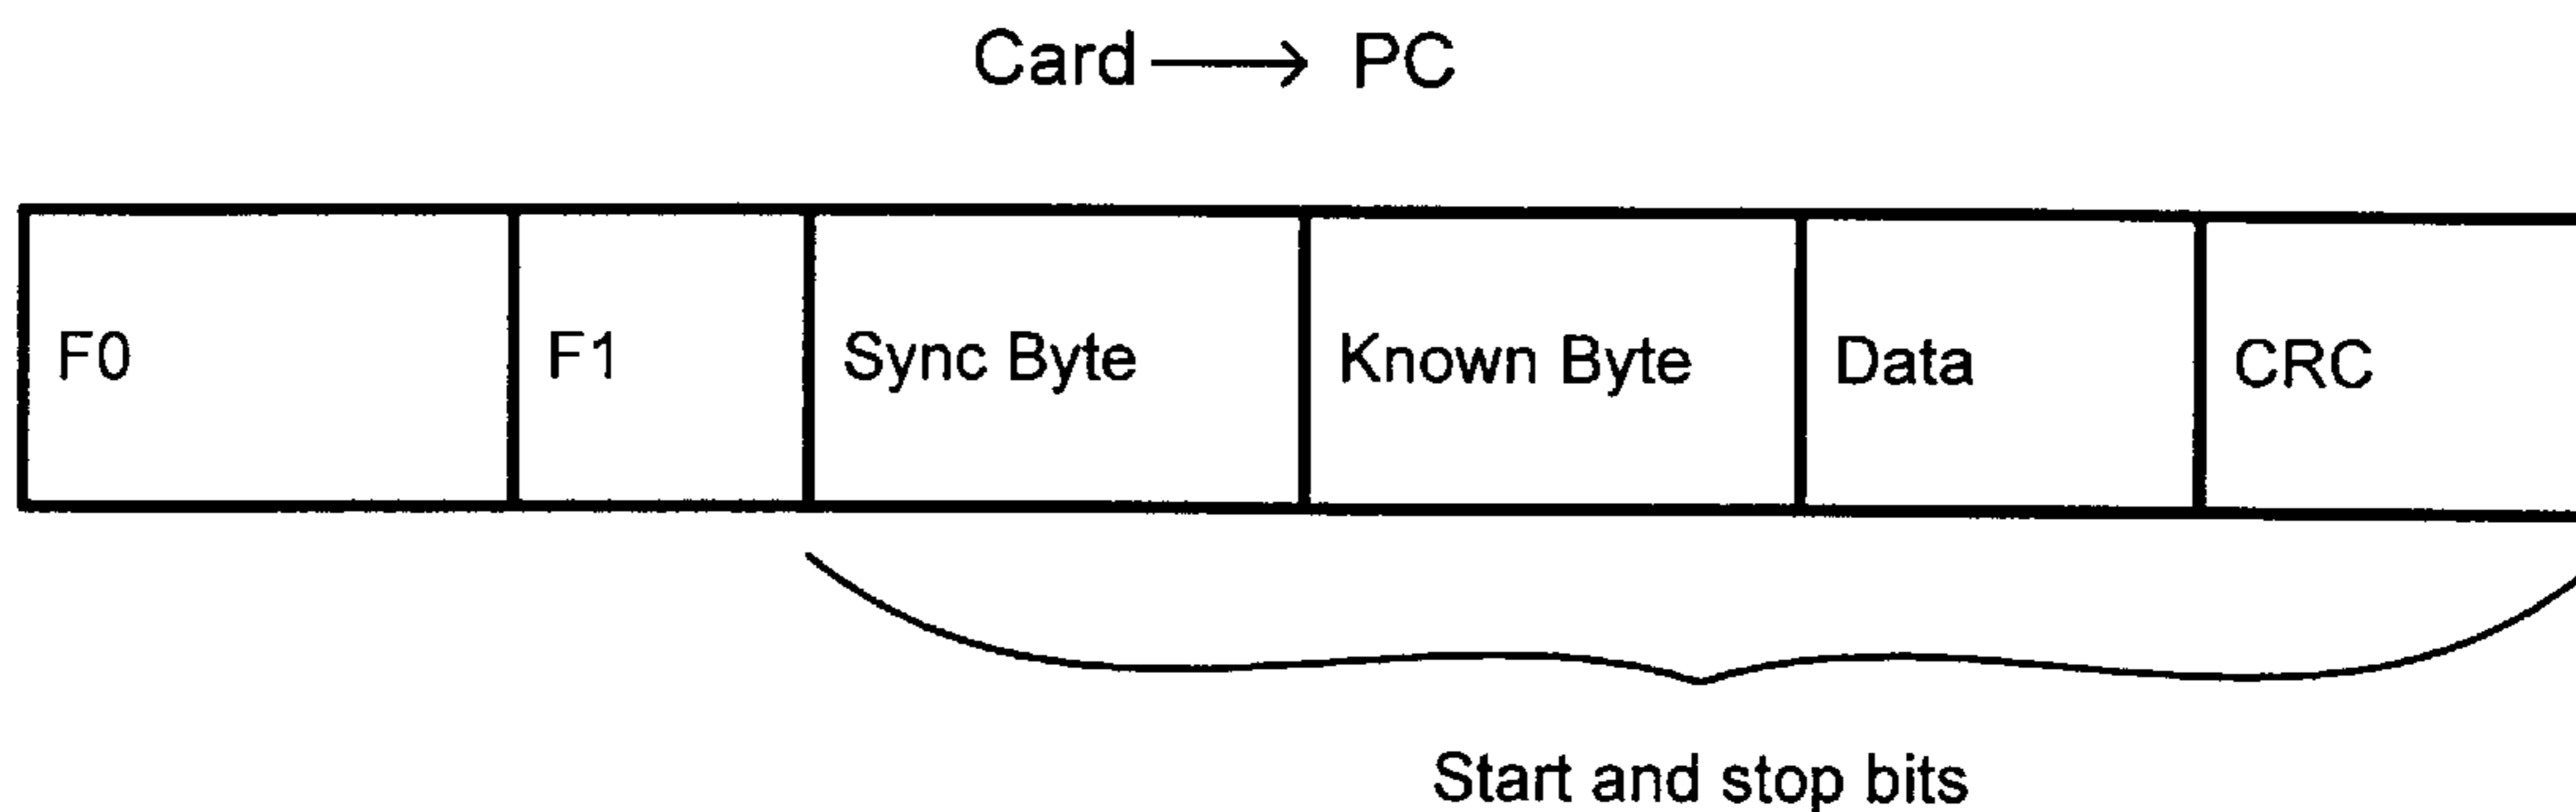 Card → PC
F0 F1 Sync Byte Known Byte Data CRC
Start and stop bits